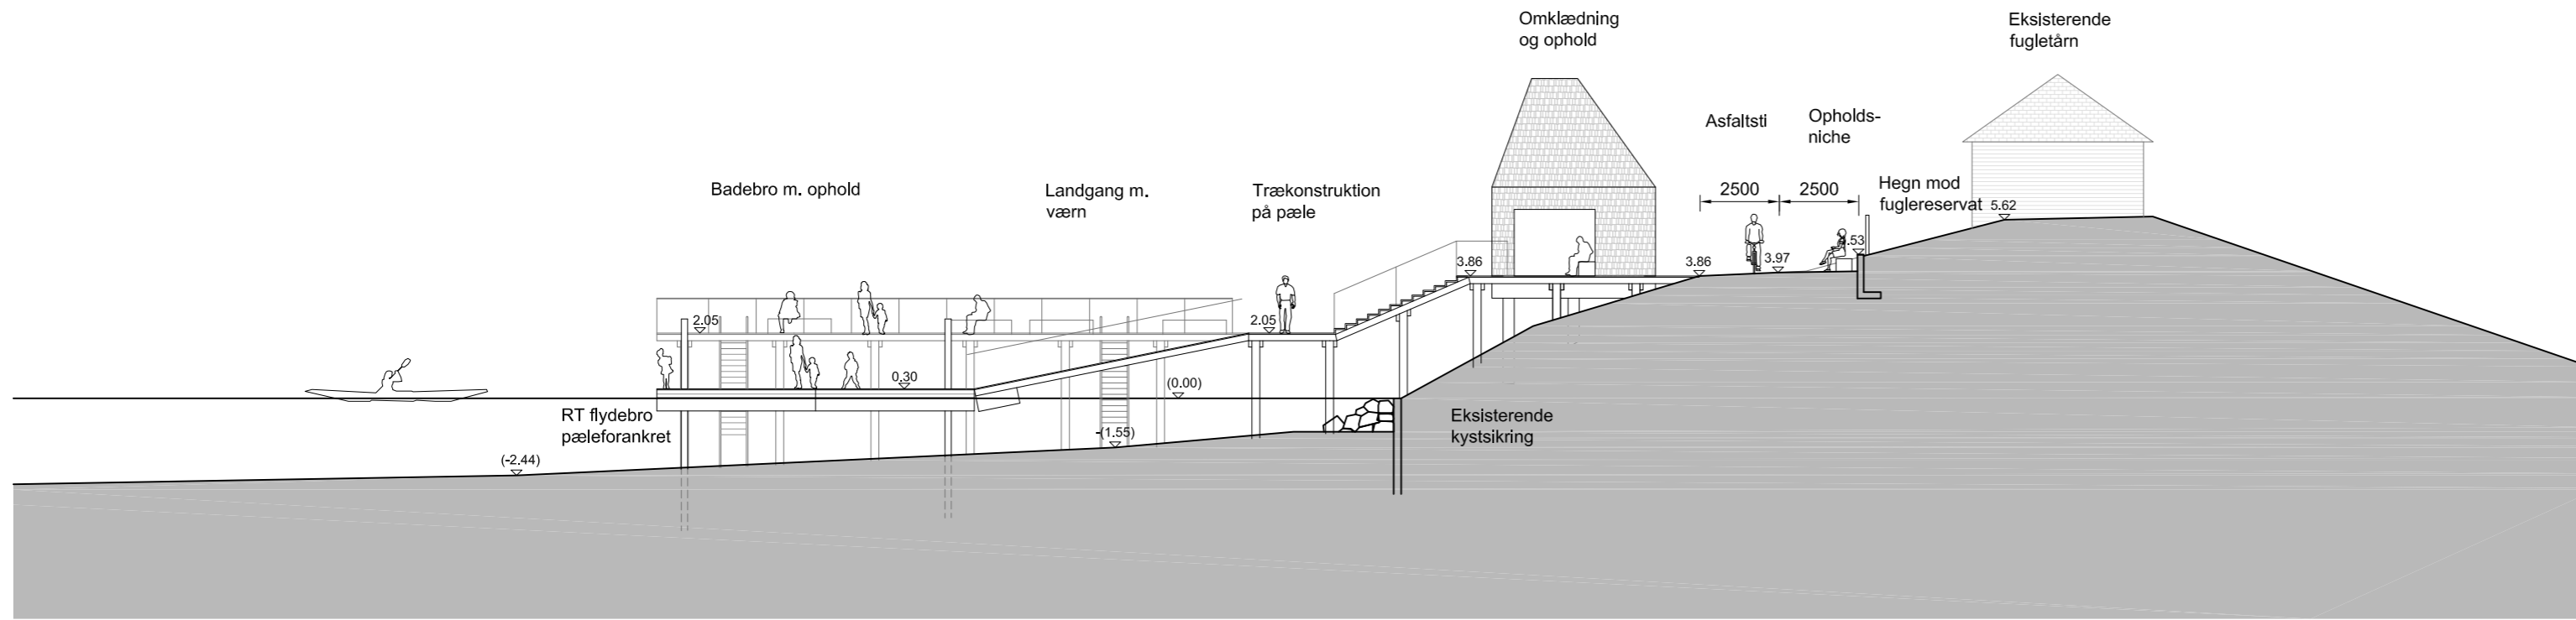 Omklædning
og ophold
Eksisterende
fugletårn
Asfaltsti
Opholds-
niche
Badebro m. ophold
Landgang m.
værn
Trækonstruktion
på pæle
2500
2500
Hegn mod
fuglereservat
5.62
.53
3.86
3.86
3.97
2.05
2.05
0.30
(0.00)
RT flydebro
pæleforankret
Eksisterende
kystsikring
-(1.55)
(-2.44)